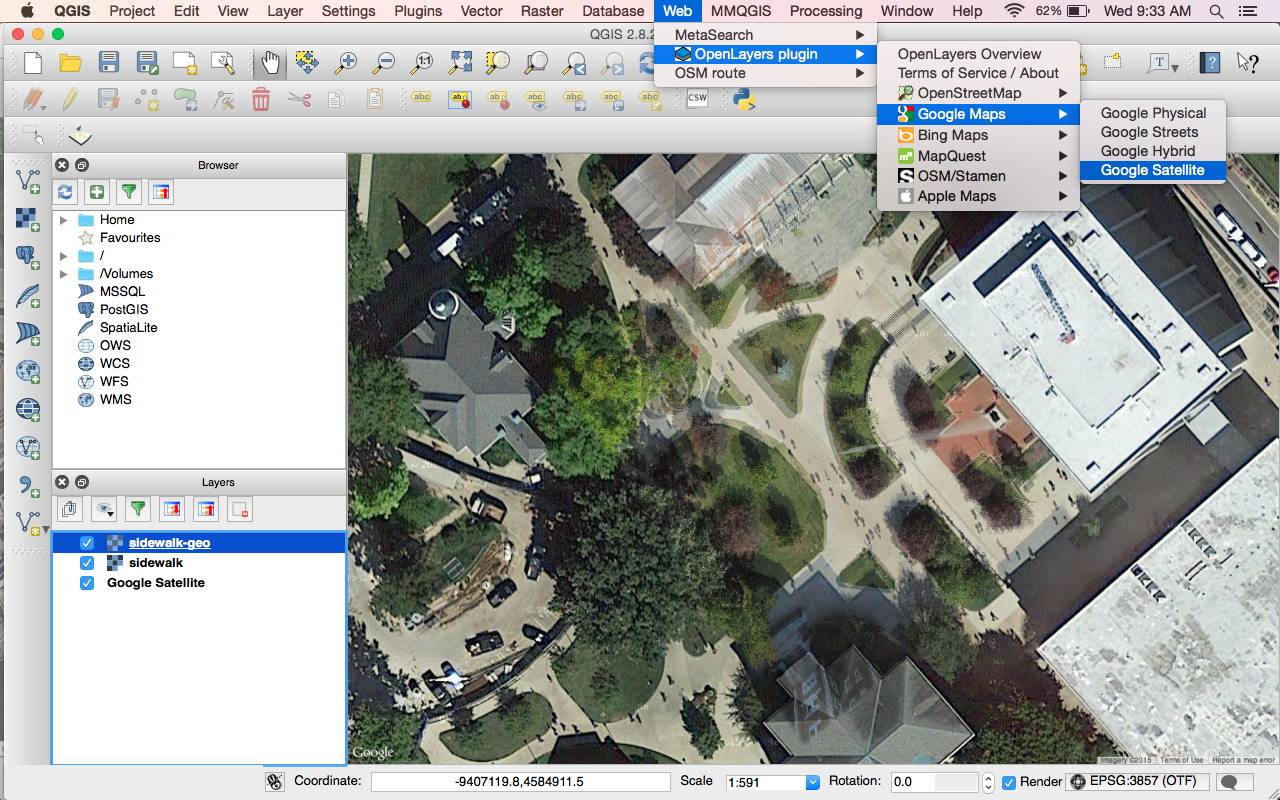 QGIS Project Edit View Layer Settings Plugins Vector Raster Database Web MMQGIS Processing Window Help 62% Wed 9:33 AM
QGIS 2.8.2
MetaSearch
OpenLayers plugin
OSM route
OpenLayers Overview
Terms of Service / About
OpenStreetMap
Google Maps
Bing Maps
MapQuest
OSM/Stamen
Apple Maps
Google Physical
Google Streets
Google Hybrid
Google Satellite
1:1
T
?
?
abc
ab
ab
abc
abc
abc
abc
CSW
Browser
Home
Favourites
/
/Volumes
MSSQL
PostGIS
SpatiaLite
OWS
WCS
WFS
WMS
Layers
sidewalk-geo
sidewalk
Google Satellite
Google
Imagery ©2015 Terms of Use Report a map error
Coordinate: -9407119.8,4584911.5 Scale 1:591 Rotation: 0.0 Render EPSG:3857 (OTF)